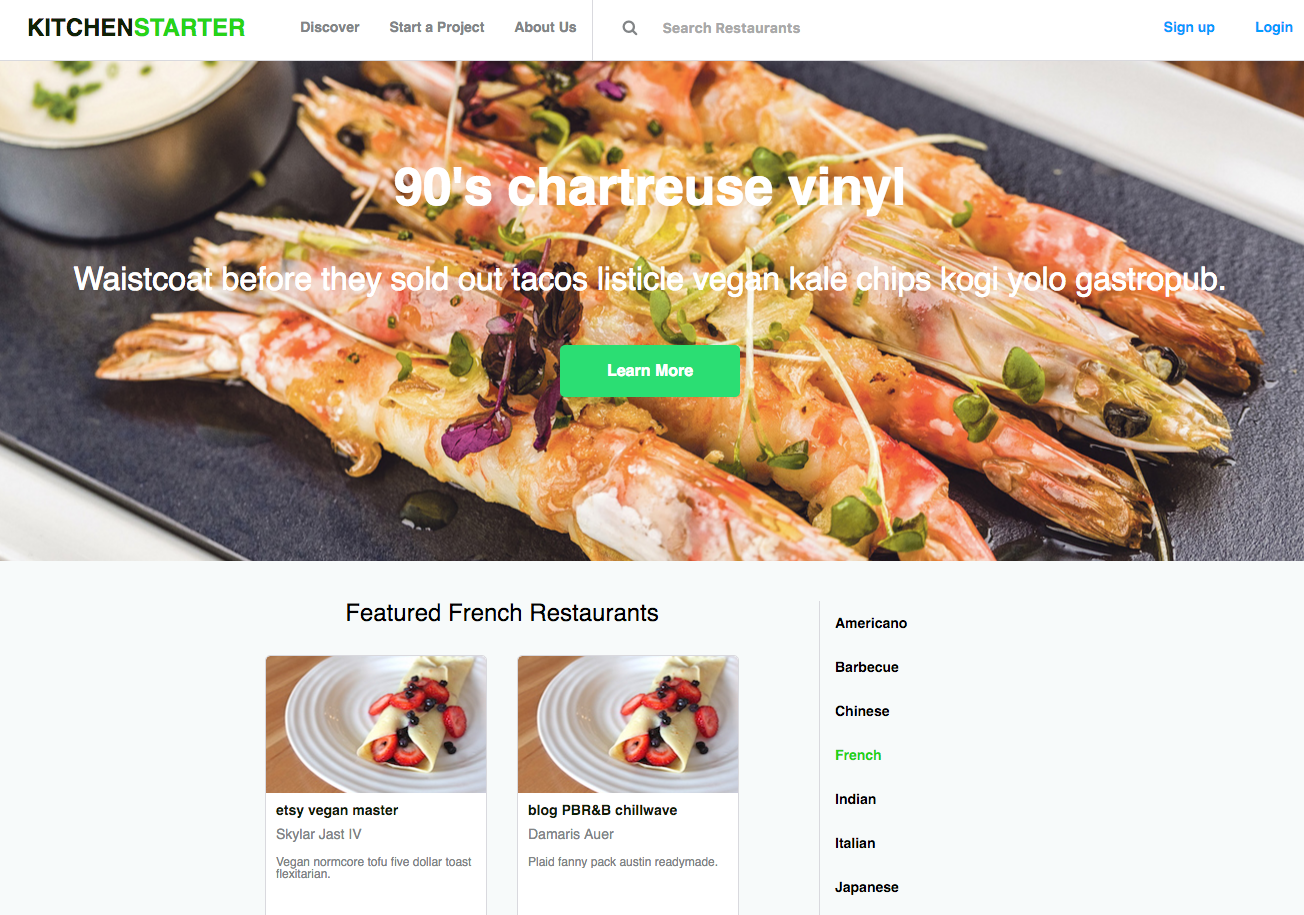 KITCHENSTARTER
Discover
Start a Project
About Us
Search Restaurants
Sign up
Login
90's chartreuse vinyl
Waistcoat before they sold out tacos listicle vegan kale chips kogi yolo gastropub.
Learn More
Featured French Restaurants
etsy vegan master
Skylar Jast IV
Vegan normcore tofu five dollar toast
flexitarian.
blog PBR&B chillwave
Damaris Auer
Plaid fanny pack austin readymade.
Americano
Barbecue
Chinese
French
Indian
Italian
Japanese